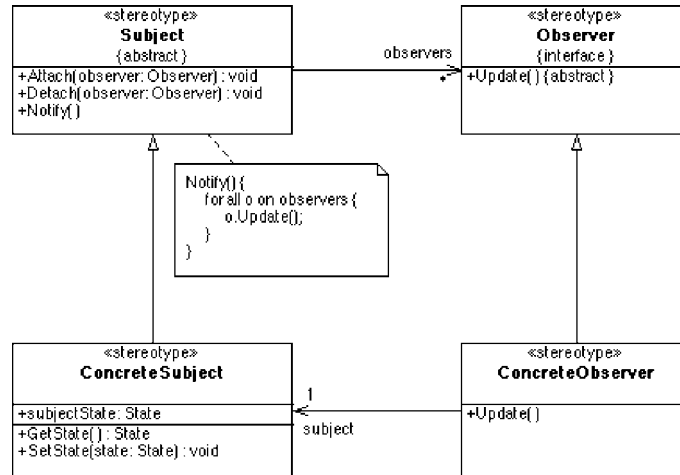 «stereotype»
Subject
{abstract}
+Attach(observer: Observer) : void
+Detach(observer: Observer) : void
+Notify()
observers
*
«stereotype»
Observer
{interface}
+Update() {abstract}
Notify() {
for all o on observers {
o.Update();
}
}
«stereotype»
ConcreteSubject
+subjectState: State
+GetState() : State
+SetState(state: State) : void
1
subject
«stereotype»
ConcreteObserver
+Update()